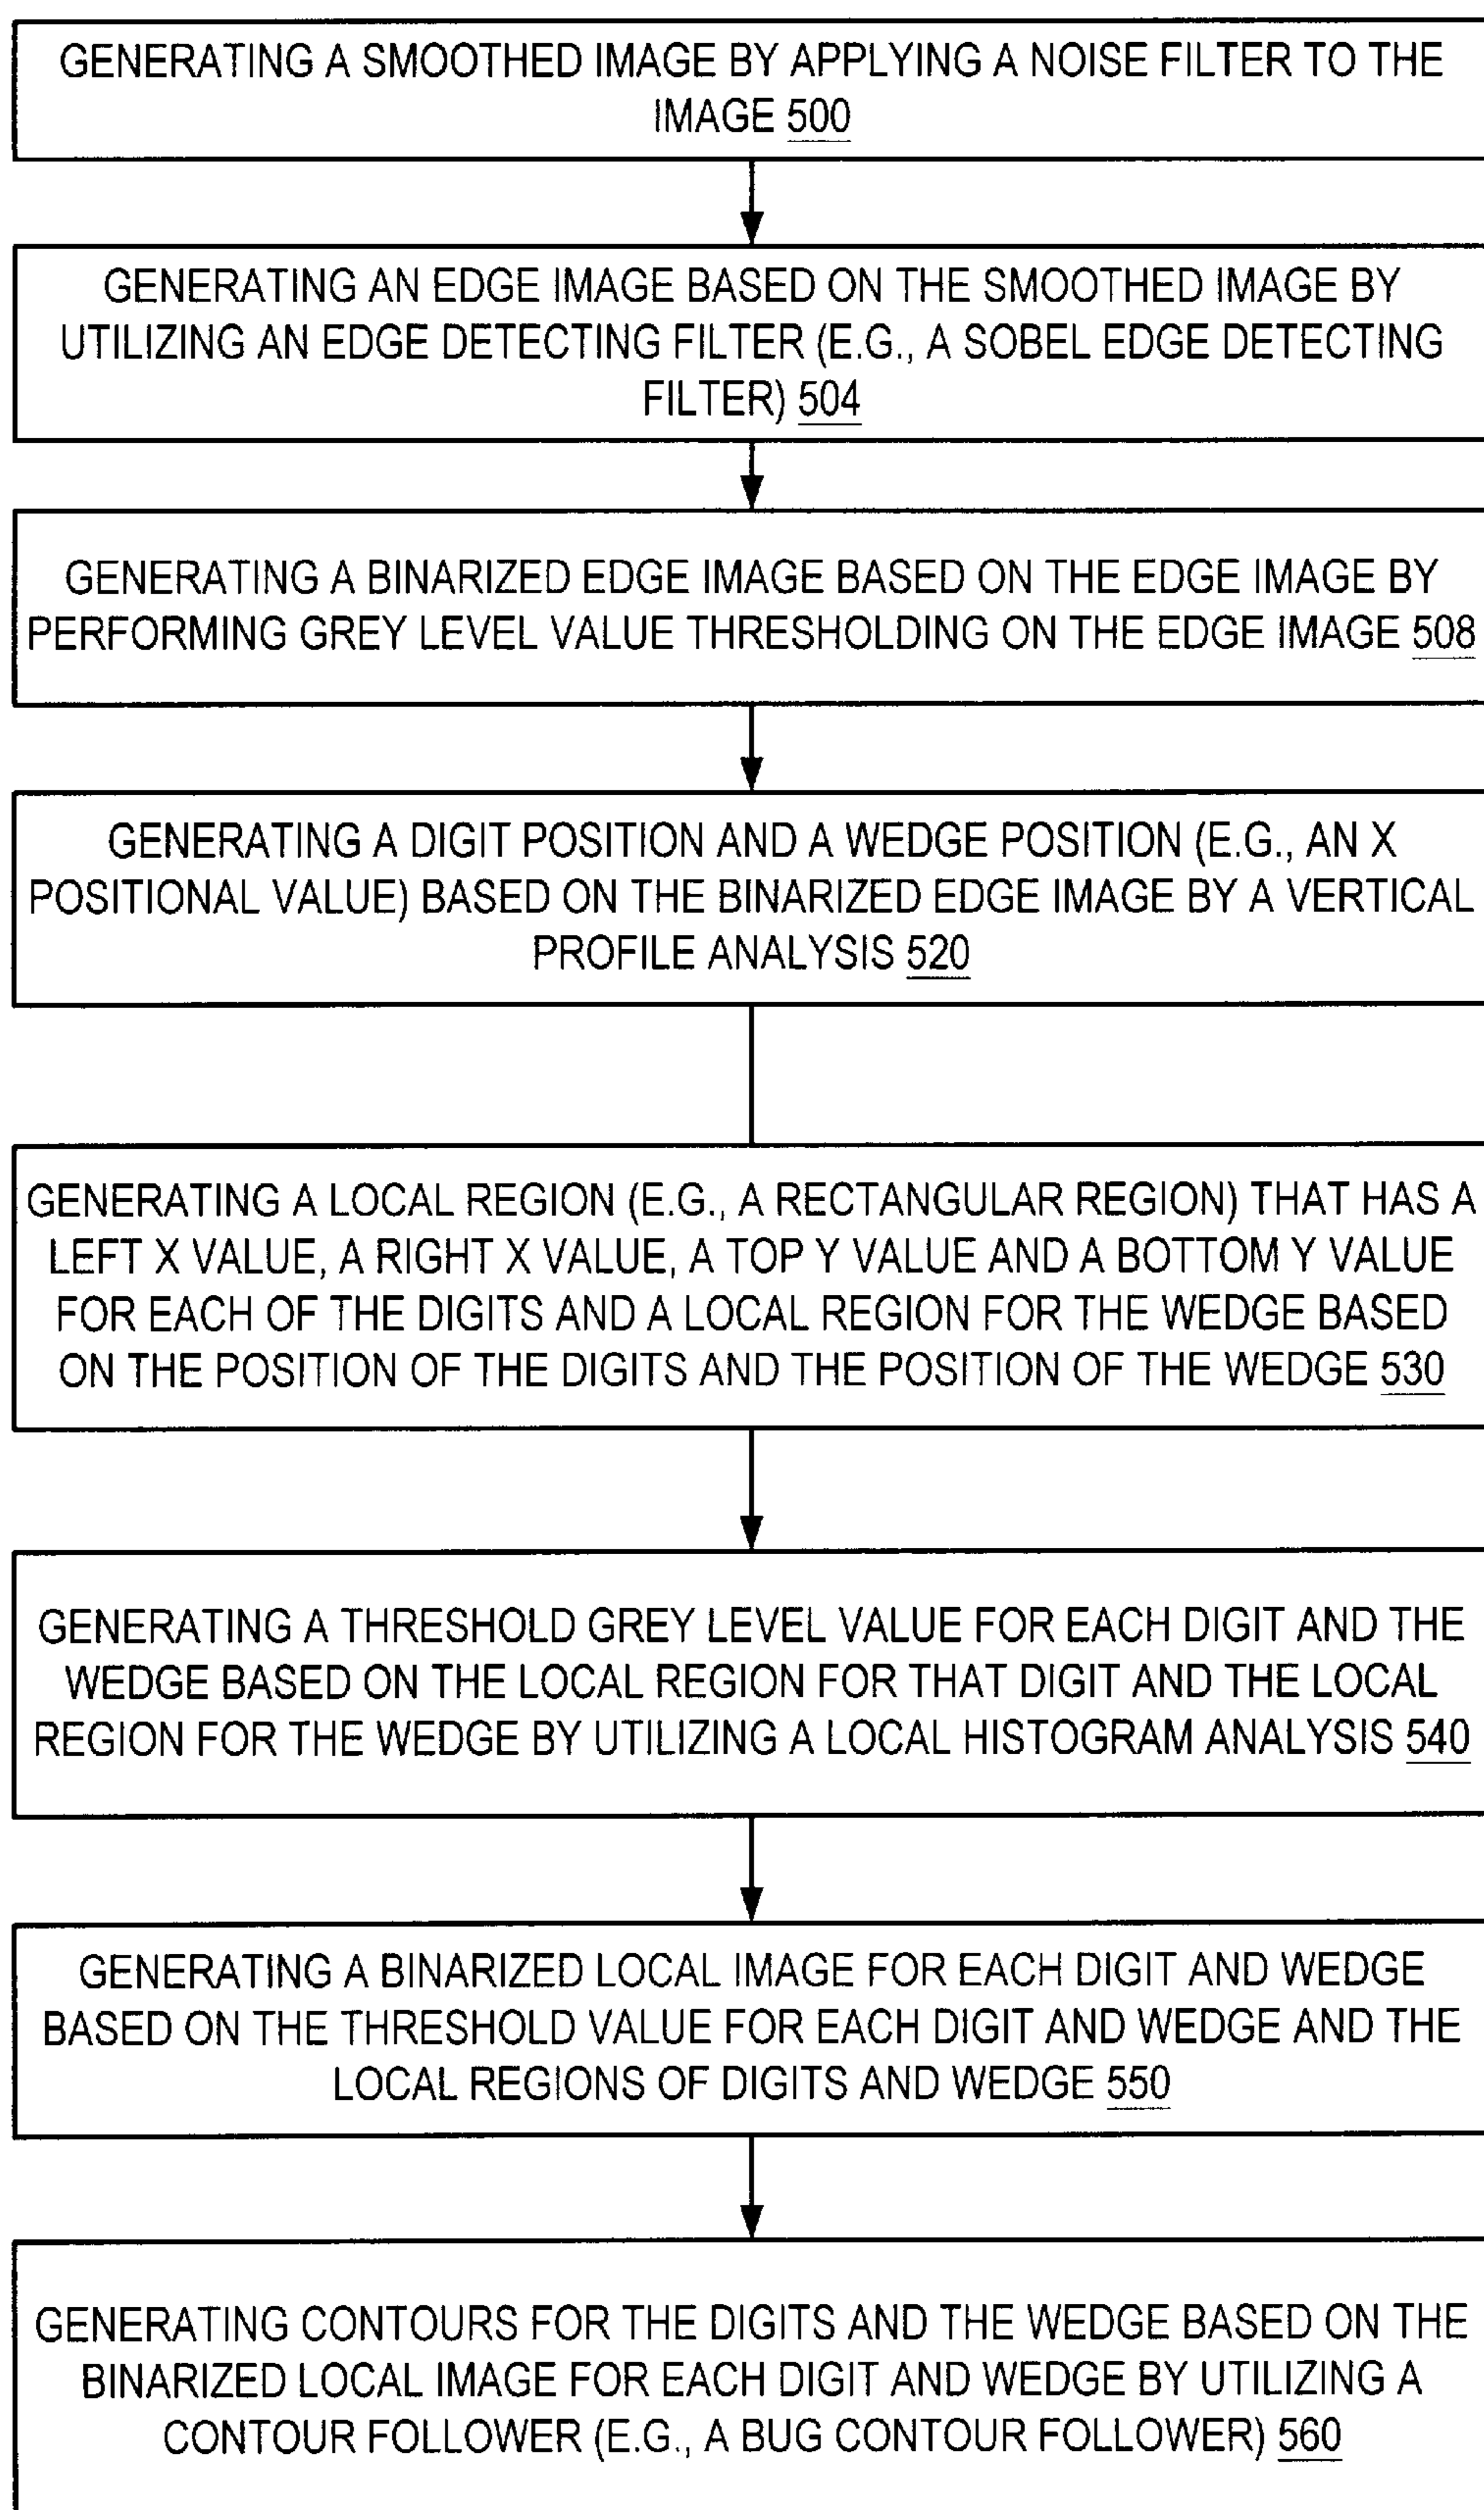 GENERATING A SMOOTHED IMAGE BY APPLYING A NOISE FILTER TO THE
IMAGE 500
GENERATING AN EDGE IMAGE BASED ON THE SMOOTHED IMAGE BY
UTILIZING AN EDGE DETECTING FILTER (E.G., A SOBEL EDGE DETECTING
FILTER) 504
GENERATING A BINARIZED EDGE IMAGE BASED ON THE EDGE IMAGE BY
PERFORMING GREY LEVEL VALUE THRESHOLDING ON THE EDGE IMAGE 508
GENERATING A DIGIT POSITION AND A WEDGE POSITION (E.G., AN X
POSITIONAL VALUE) BASED ON THE BINARIZED EDGE IMAGE BY A VERTICAL
PROFILE ANALYSIS 520
GENERATING A LOCAL REGION (E.G., A RECTANGULAR REGION) THAT HAS A
LEFT X VALUE, A RIGHT X VALUE, A TOP Y VALUE AND A BOTTOM Y VALUE
FOR EACH OF THE DIGITS AND A LOCAL REGION FOR THE WEDGE BASED
ON THE POSITION OF THE DIGITS AND THE POSITION OF THE WEDGE 530
GENERATING A THRESHOLD GREY LEVEL VALUE FOR EACH DIGIT AND THE
WEDGE BASED ON THE LOCAL REGION FOR THAT DIGIT AND THE LOCAL
REGION FOR THE WEDGE BY UTILIZING A LOCAL HISTOGRAM ANALYSIS 540
GENERATING A BINARIZED LOCAL IMAGE FOR EACH DIGIT AND WEDGE
BASED ON THE THRESHOLD VALUE FOR EACH DIGIT AND WEDGE AND THE
LOCAL REGIONS OF DIGITS AND WEDGE 550
GENERATING CONTOURS FOR THE DIGITS AND THE WEDGE BASED ON THE
BINARIZED LOCAL IMAGE FOR EACH DIGIT AND WEDGE BY UTILIZING A
CONTOUR FOLLOWER (E.G., A BUG CONTOUR FOLLOWER) 560